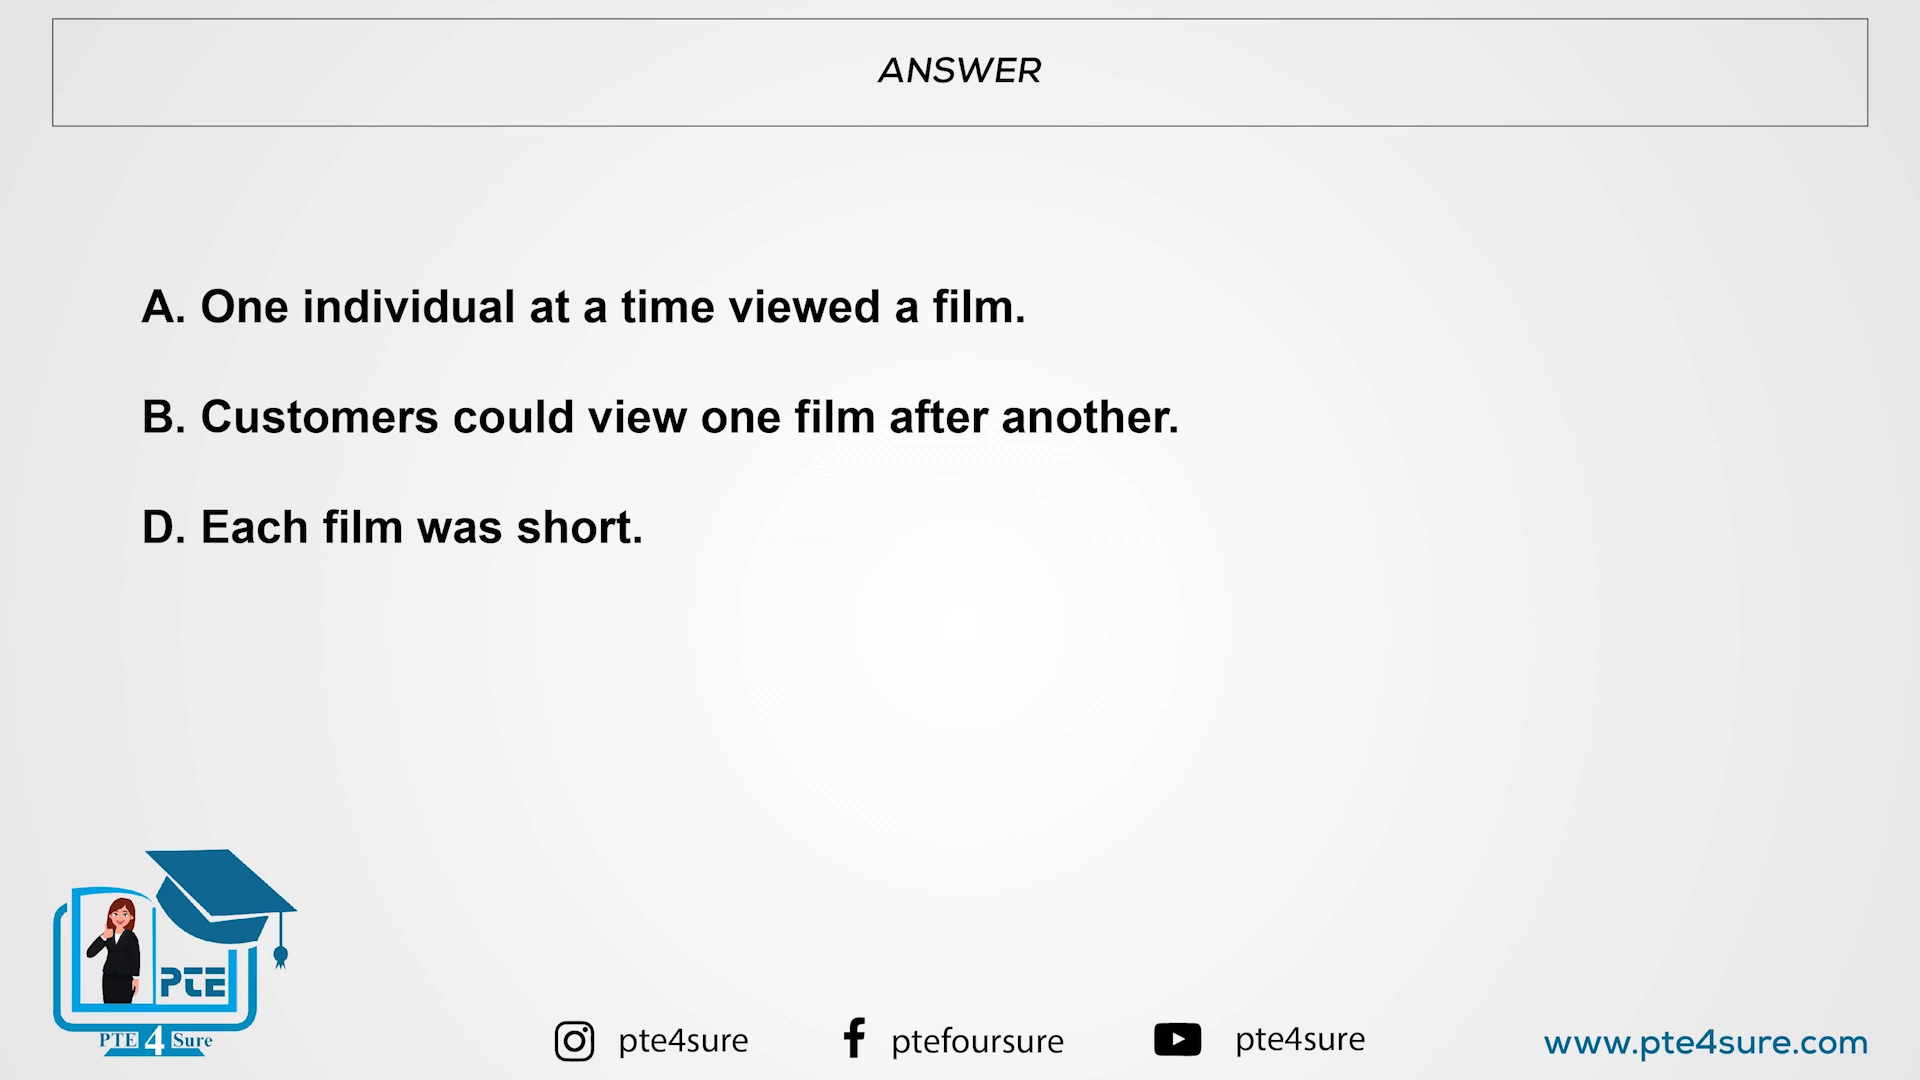 ANSWER
A. One individual at a time viewed a film.
B. Customers could view one film after another.
D. Each film was short.
PTE
PTE 4 Sure
pte4sure
ptefoursure
pte4sure
www.pte4sure.com